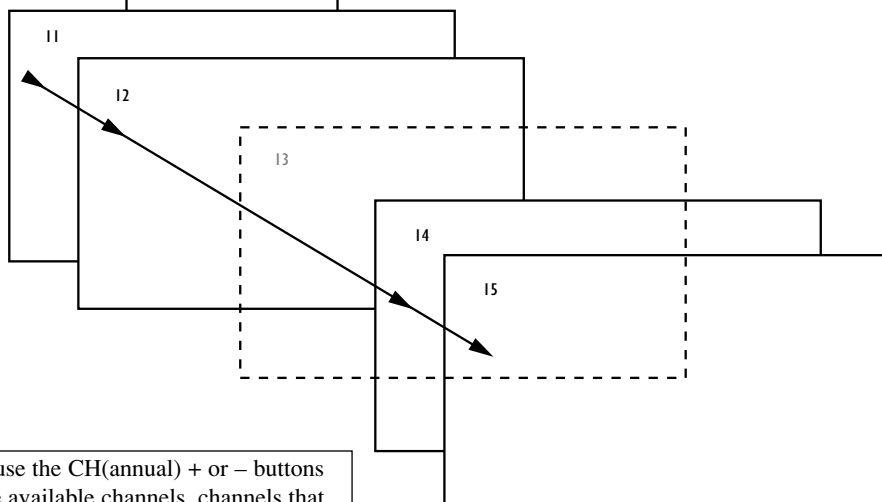 11
12
13
14
15
use the CH(annual) + or – buttons
available channels, channels that